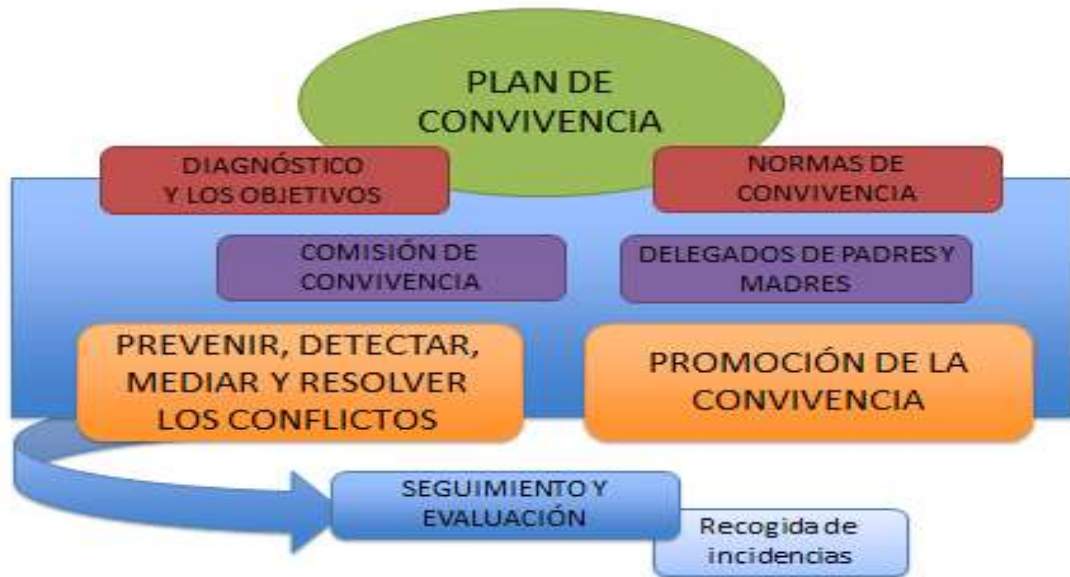 PLAN DE
CONVIVENCIA
DIAGNÓSTICO
Y LOS OBJETIVOS
NORMAS DE
CONVIVENCIA
COMISIÓN DE
CONVIVENCIA
DELEGADOS DE PADRES Y
MADRES
PREVENIR, DETECTAR,
MEDIAR Y RESOLVER
LOS CONFLICTOS
PROMOCIÓN DE LA
CONVIVENCIA
SEGUIMIENTO Y
EVALUACIÓN
Recogida de
incidencias